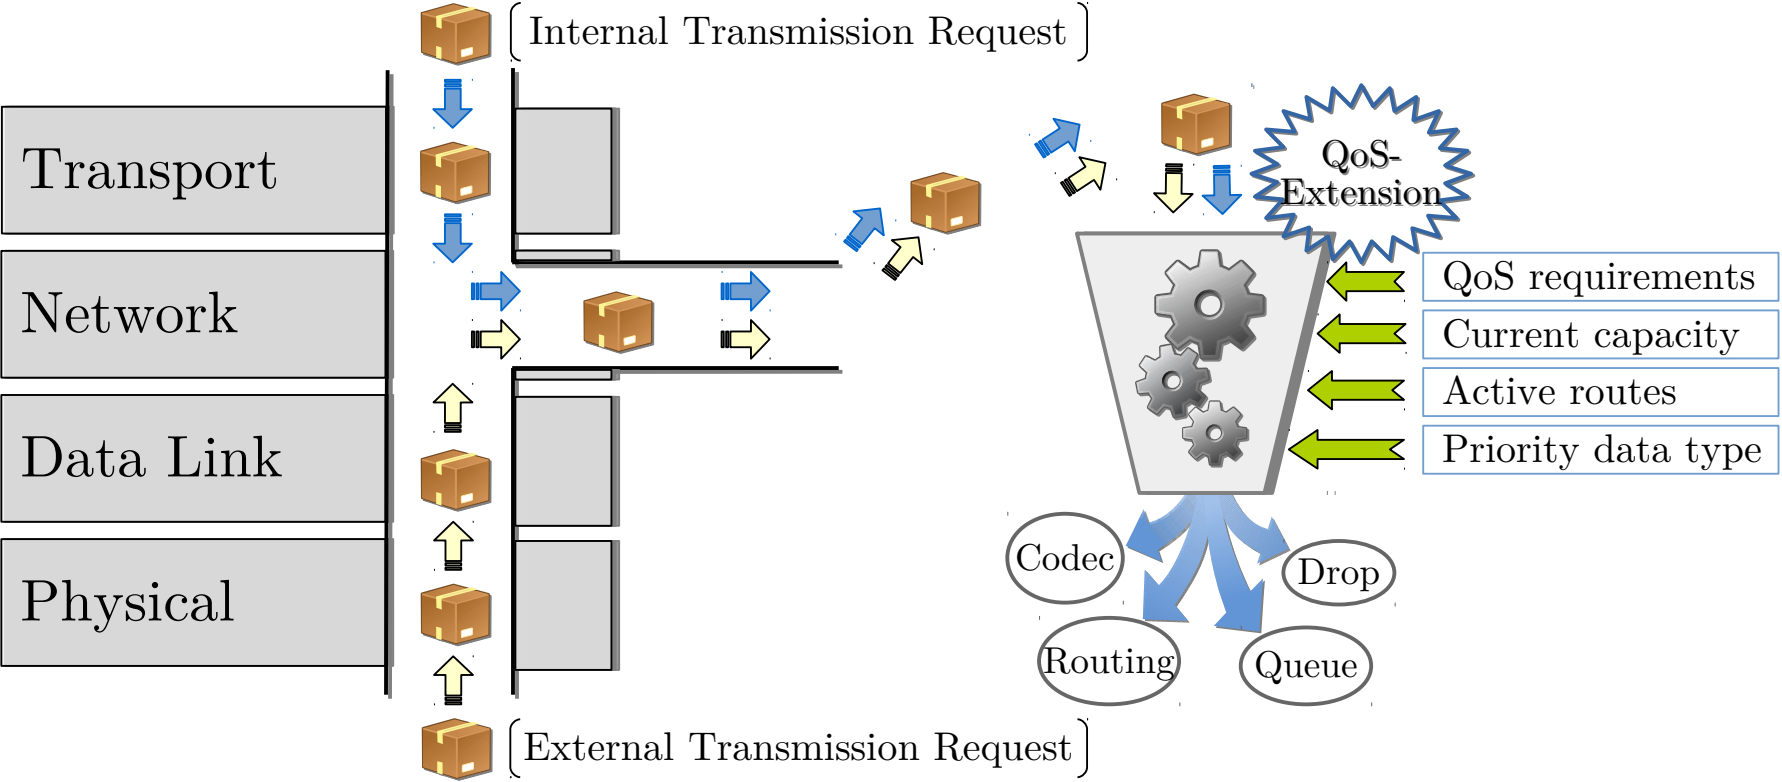 Internal Transmission Request
Transport
Network
Data Link
Physical
External Transmission Request
QoS-
Extension
QoS requirements
Current capacity
Active routes
Priority data type
Codec
Drop
Routing
Queue